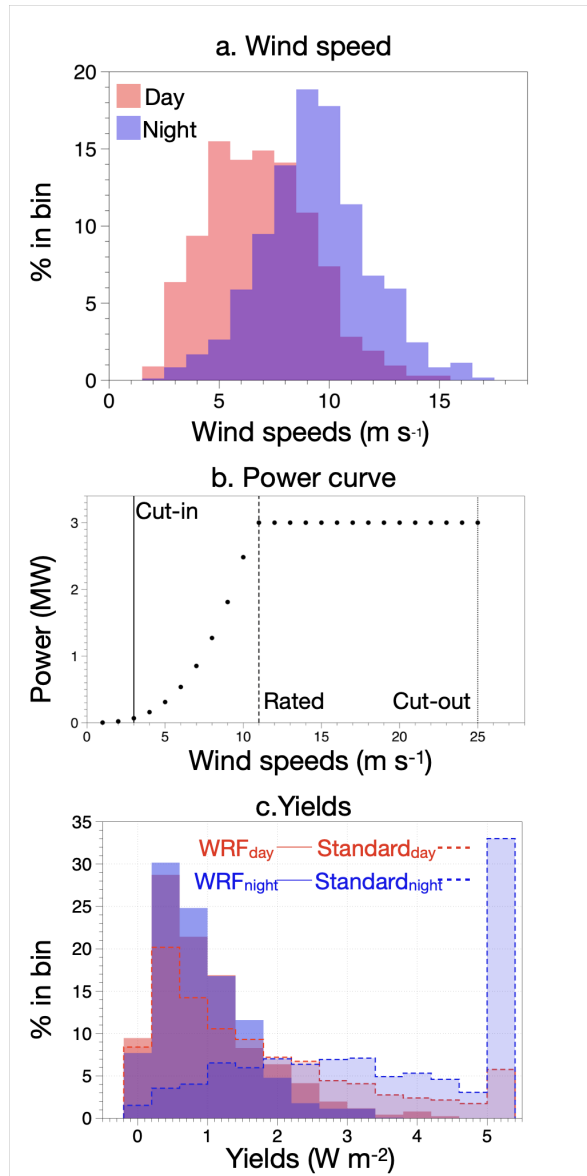 a. Wind speed
20
15
10
5
0
% in bin
Day
Night
0 5 10 15
Wind speeds (m s-1)
b. Power curve
3
2
1
0
Power (MW)
Cut-in
Rated
Cut-out
0 5 10 15 20 25
Wind speeds (m s-1)
c.Yields
35
30
25
20
15
10
5
0
% in bin
WRFday Standardday
WRFnight Standardnight
0 1 2 3 4 5
Yields (W m-2)